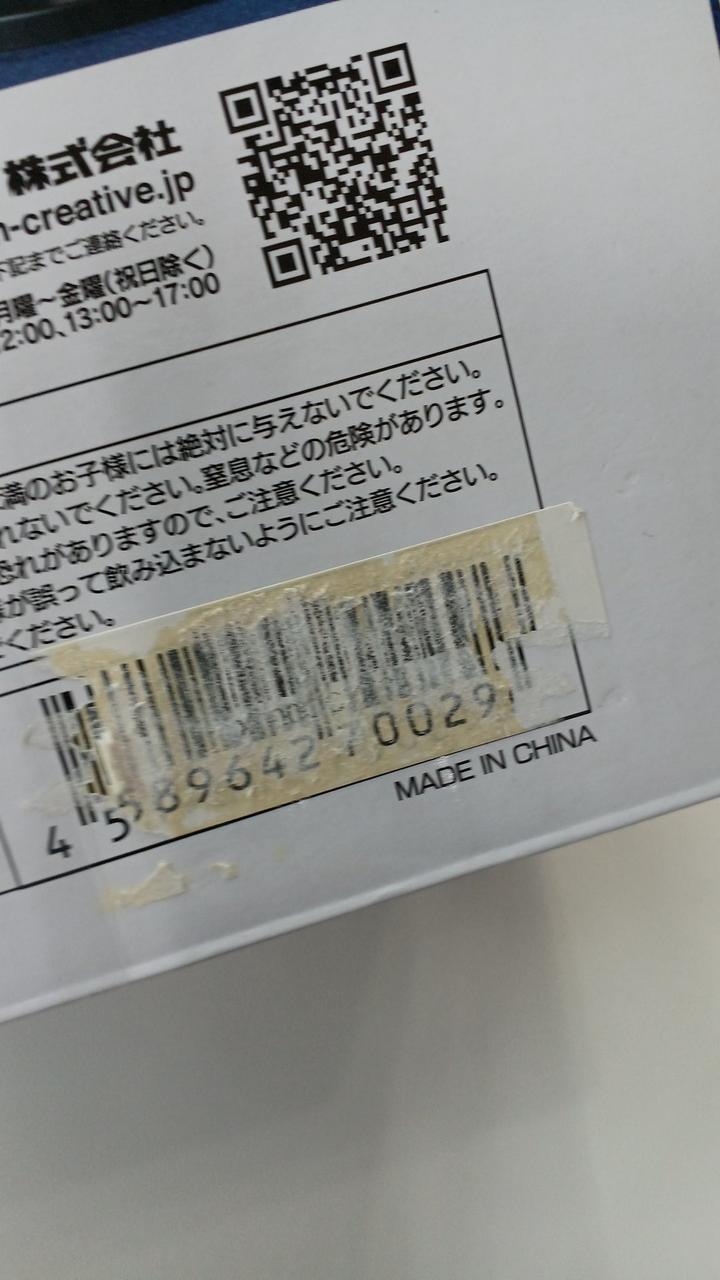 株式会社
n-creative.jp
下記までご連絡ください。
月曜～金曜(祝日除く)
2:00、13:00～17:00
満のお子様には絶対に与えないでください。
れないでください。窒息などの危険があります。
恐れがありますので、ご注意ください。
様が誤って飲み込まないようにご注意ください。
ください。
4 589642 70029
MADE IN CHINA